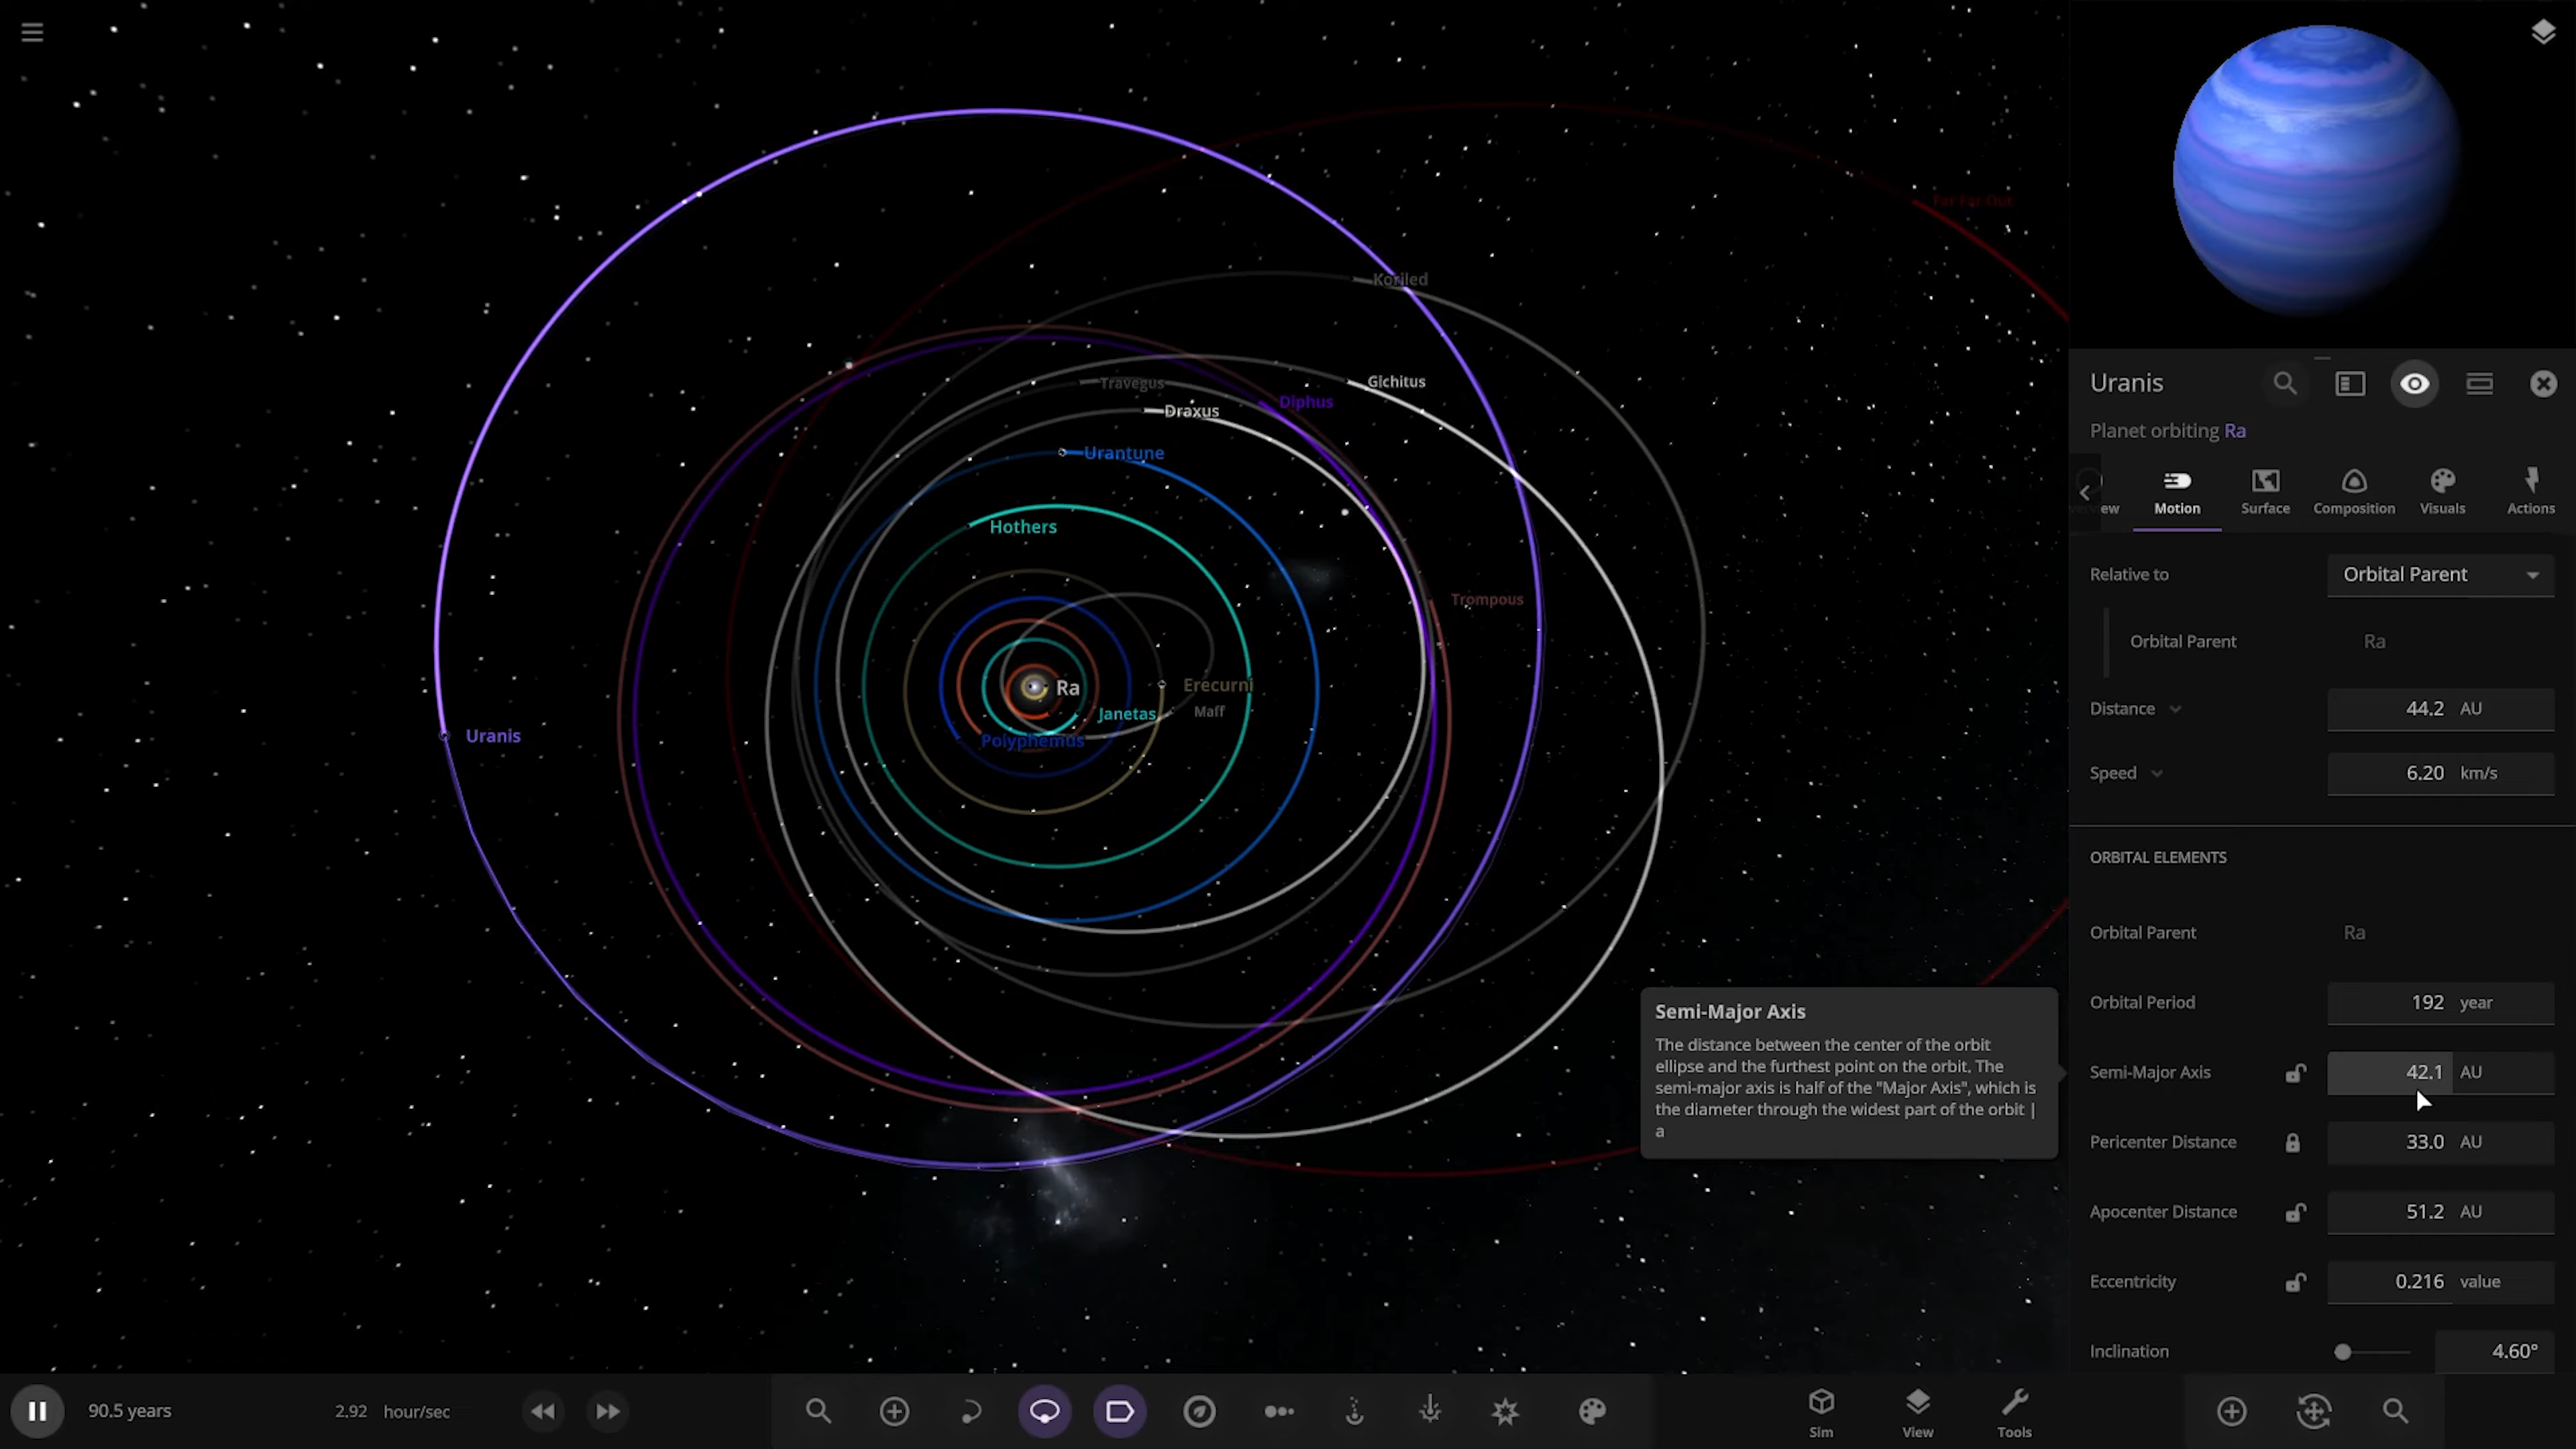 Far Far Out
Koriled
Travegus
Gichitus
Diphus
Draxus
Urantune
Hothers
Trompous
Ra
Erecurni
Maff
Janetas
Polyphemus
Uranis
Semi-Major Axis
The distance between the center of the orbit
ellipse and the furthest point on the orbit. The
semi-major axis is half of the "Major Axis", which is
the diameter through the widest part of the orbit |
a
Uranis
Planet orbiting Ra
ew Motion Surface Composition Visuals Actions
Relative to Orbital Parent
Orbital Parent Ra
Distance 44.2 AU
Speed 6.20 km/s
ORBITAL ELEMENTS
Orbital Parent Ra
Orbital Period 192 year
Semi-Major Axis 42.1 AU
Pericenter Distance 33.0 AU
Apocenter Distance 51.2 AU
Eccentricity 0.216 value
Inclination 4.60°
90.5 years 2.92 hour/sec
Sim View Tools